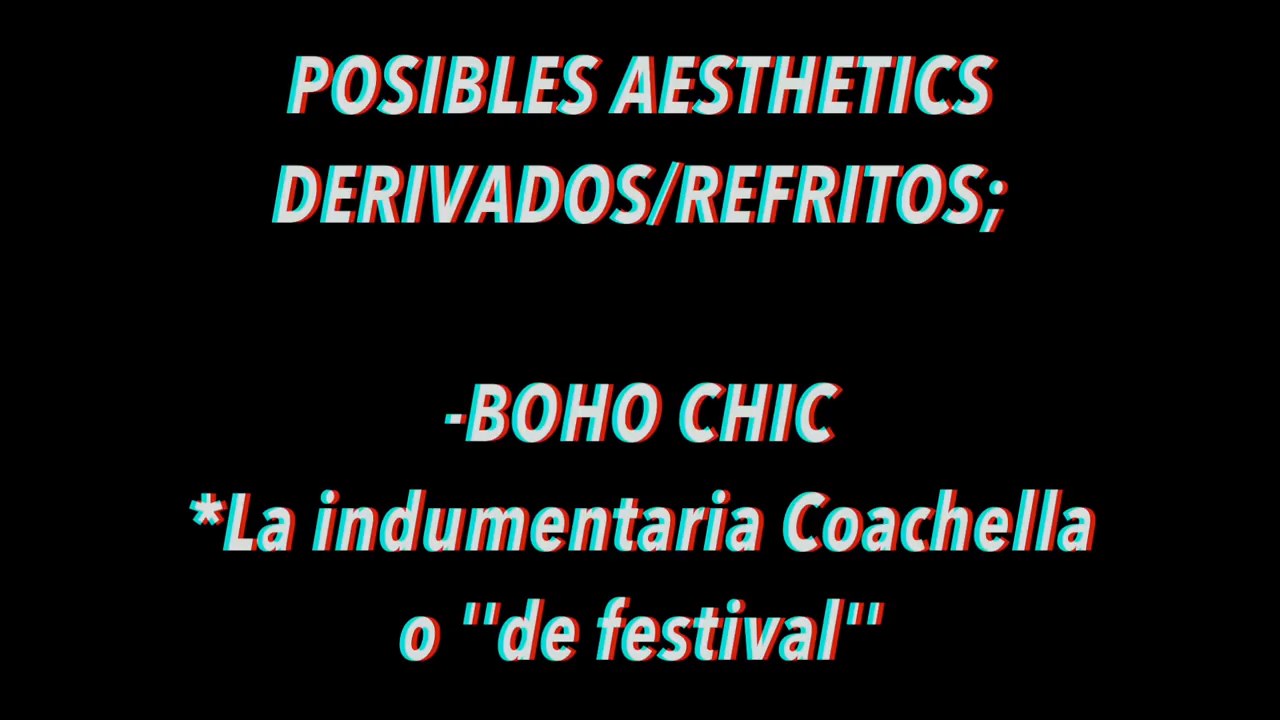 POSIBLES AESTHETICS
DERIVADOS/REFRITOS;
-BOHO CHIC
*La indumentaria Coachella
o "de festival"